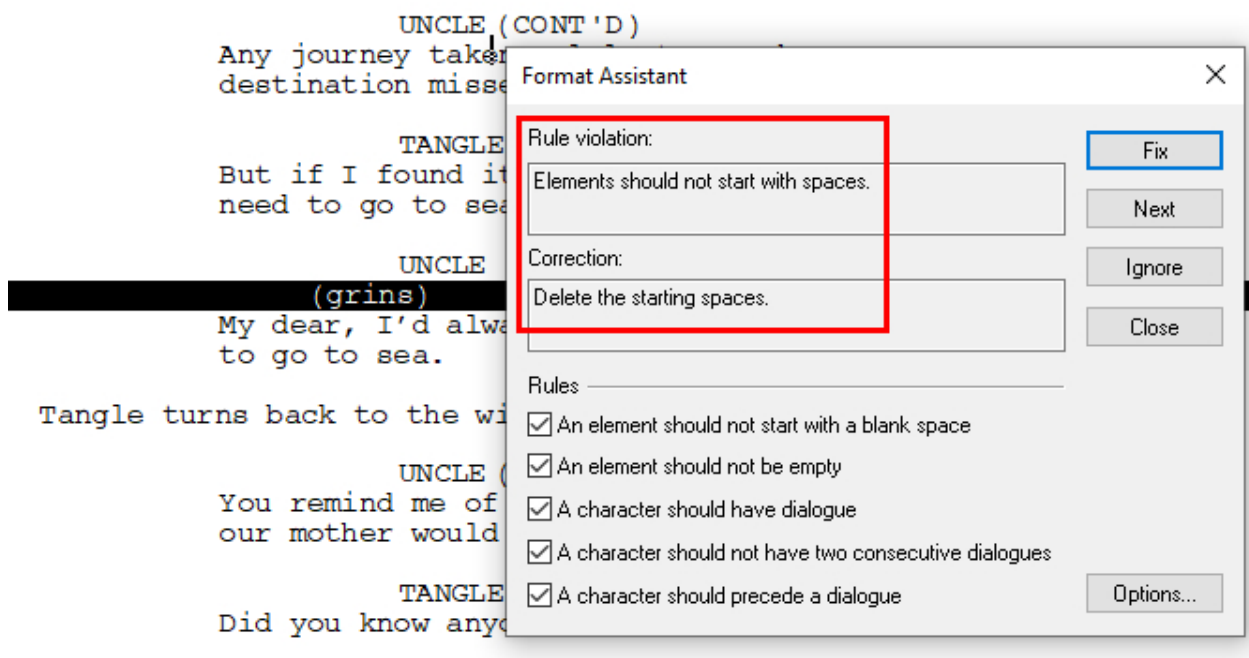 UNCLE (CONT'D)
Any journey taken
destination misse
TANGLE
But if I found it
need to go to sea
UNCLE
(grins)
My dear, I’d alwa
to go to sea.
Tangle turns back to the wi
UNCLE (
You remind me of
our mother would
TANGLE
Did you know anyo
Format Assistant
Rule violation:
Elements should not start with spaces.
Correction:
Delete the starting spaces.
Fix
Next
Ignore
Close
Rules
An element should not start with a blank space
An element should not be empty
A character should have dialogue
A character should not have two consecutive dialogues
A character should precede a dialogue
Options...